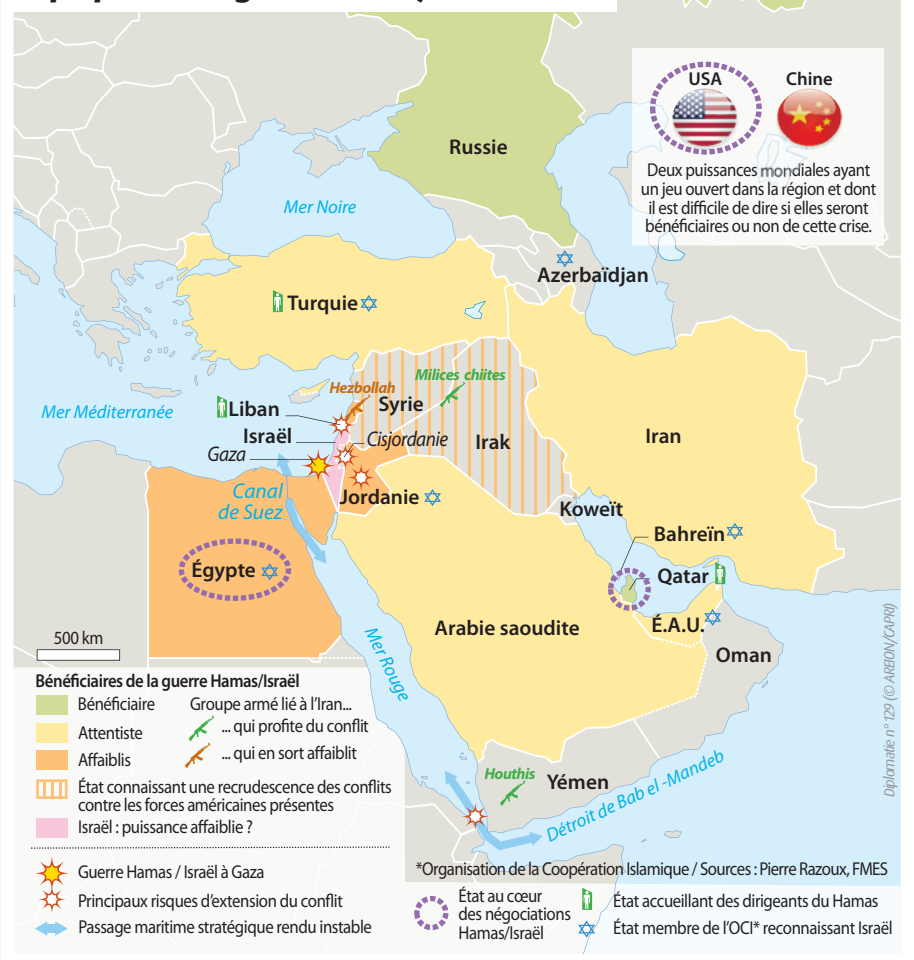 USA
Chine
Deux puissances mondiales ayant
un jeu ouvert dans la région et dont
il est difficile de dire si elles seront
bénéficiaires ou non de cette crise.
Russie
Mer Noire
Azerbaïdjan
Turquie
Milices chiites
Hezbollah
Mer Méditerranée
Liban
Syrie
Israël
Cisjordanie
Irak
Iran
Gaza
Canal
de Suez
Jordanie
Koweït
Bahreïn
Égypte
Qatar
Arabie saoudite
É.A.U.
500 km
Mer Rouge
Oman
Houthis
Yémen
Détroit de Bab el -Mandeb
Diplomatie n° 129 (© ARBON/CAPRI)
Bénéficiaires de la guerre Hamas/Israël
Bénéficiaire
Attentiste
Affaiblis
Groupe armé lié à l'Iran...
... qui profite du conflit
... qui en sort affaiblit
État connaissant une recrudescence des conflits
contre les forces américaines présentes
Israël : puissance affaiblie ?
Guerre Hamas / Israël à Gaza
Principaux risques d'extension du conflit
Passage maritime stratégique rendu instable
*Organisation de la Coopération Islamique / Sources : Pierre Razoux, FMES
État au cœur
des négociations
Hamas/Israël
État accueillant des dirigeants du Hamas
État membre de l'OCI* reconnaissant Israël